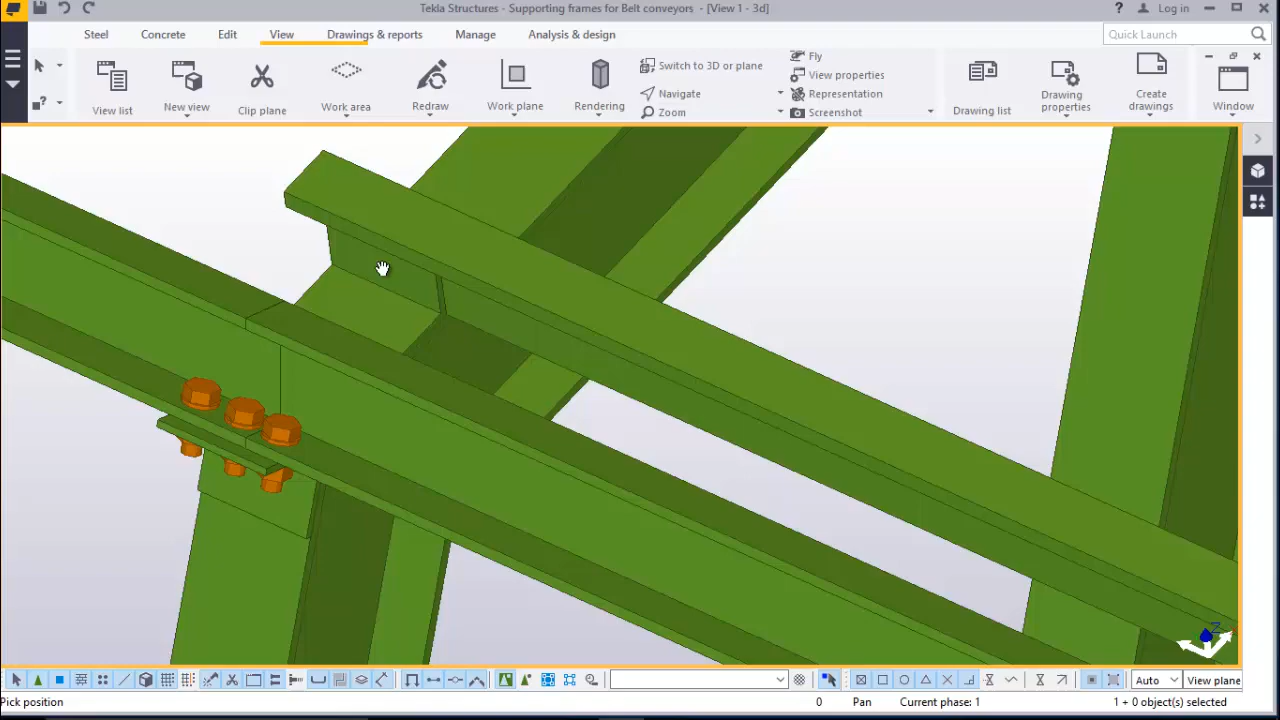 Tekla Structures - Supporting frames for Belt conveyors - [View 1 - 3d]
? Log in
Steel Concrete Edit View Drawings & reports Manage Analysis & design Quick Launch
View list New view Clip plane Work area Redraw Work plane Rendering
Switch to 3D or plane
Navigate
Zoom
Fly
View properties
Representation
Screenshot
Drawing list Drawing properties Create drawings Window
Z
Auto View plane
Pick position 0 Pan Current phase: 1 1 + 0 object(s) selected